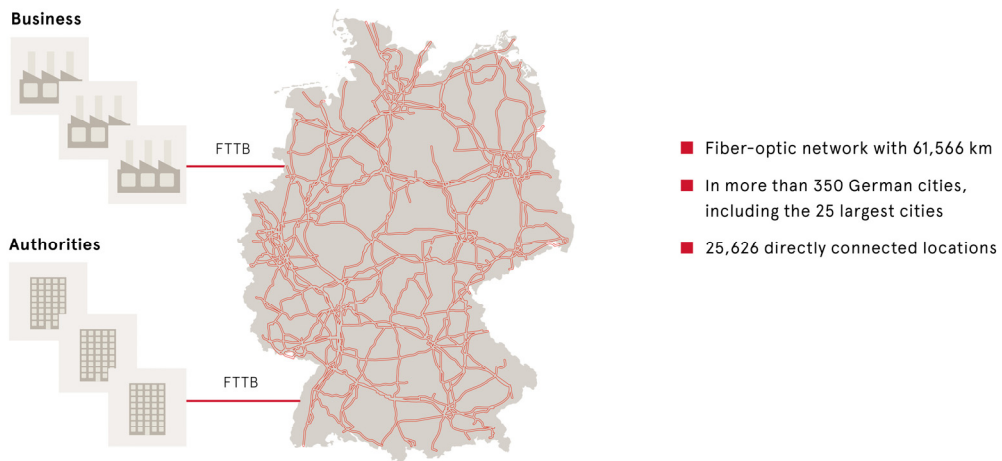 Business
FTTB
Authorities
FTTB
Fiber-optic network with 61,566 km
In more than 350 German cities,
including the 25 largest cities
25,626 directly connected locations